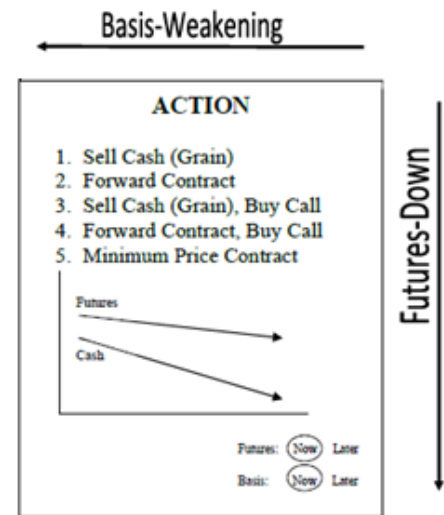 Basis-Weakening
ACTION
1. Sell Cash (Grain)
2. Forward Contract
3. Sell Cash (Grain), Buy Call
4. Forward Contract, Buy Call
5. Minimum Price Contract
Futures
Cash
Futures: Now Later
Basis: Now Later
Futures-Down